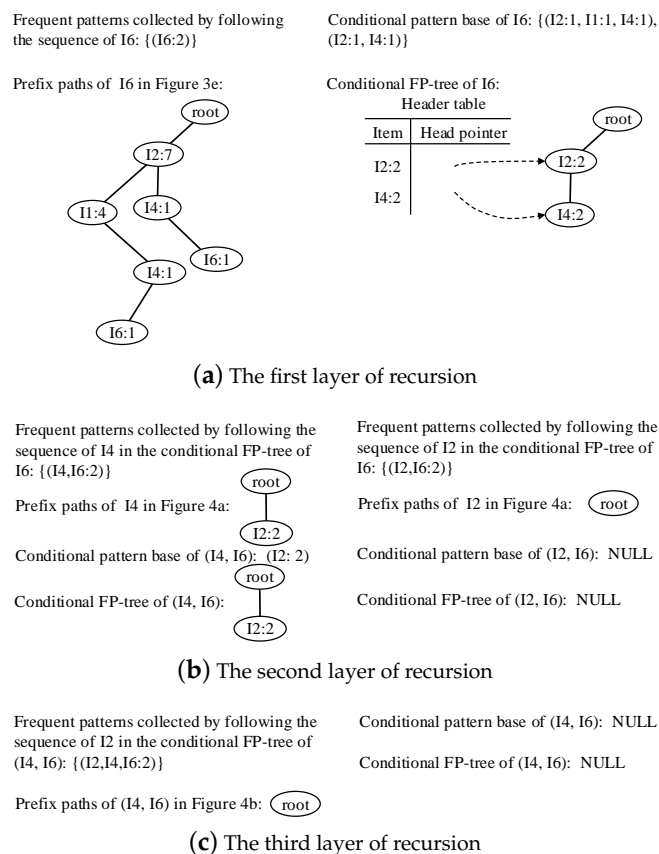 Frequent patterns collected by following
the sequence of I6: {(I6:2)}
Conditional pattern base of I6: {(I2:1, I1:1, I4:1),
(I2:1, I4:1)}
Prefix paths of I6 in Figure 3e:
root
I2:7
I1:4
I4:1
I6:1
I4:1
I6:1
Conditional FP-tree of I6:
Header table
Item Head pointer
I2:2
I4:2
root
I2:2
I4:2
(a) The first layer of recursion
Frequent patterns collected by following the
sequence of I4 in the conditional FP-tree of
I6: {(I4,I6:2)}
Prefix paths of I4 in Figure 4a:
root
I2:2
Conditional pattern base of (I4, I6): (I2: 2)
Conditional FP-tree of (I4, I6):
root
I2:2
Frequent patterns collected by following the
sequence of I2 in the conditional FP-tree of
I6: {(I2,I6:2)}
Prefix paths of I2 in Figure 4a: root
Conditional pattern base of (I2, I6): NULL
Conditional FP-tree of (I2, I6): NULL
(b) The second layer of recursion
Frequent patterns collected by following the
sequence of I2 in the conditional FP-tree of
(I4, I6): {(I2,I4,I6:2)}
Prefix paths of (I4, I6) in Figure 4b: root
Conditional pattern base of (I4, I6): NULL
Conditional FP-tree of (I4, I6): NULL
(c) The third layer of recursion